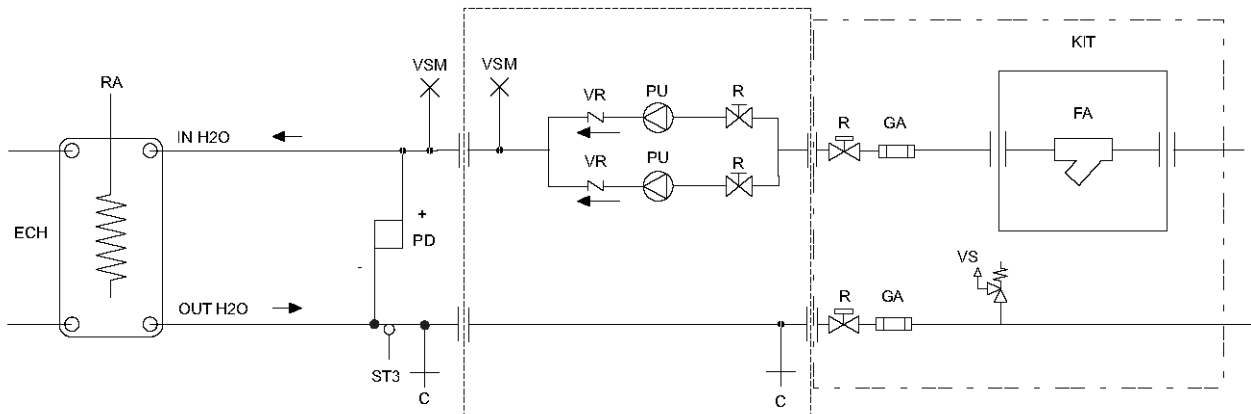 KIT
VSM
VSM
RA
VR
PU
R
FA
R
GA
IN H2O
VR
PU
R
ECH
+
PD
-
VS
OUT H2O
R
GA
ST3
C
C